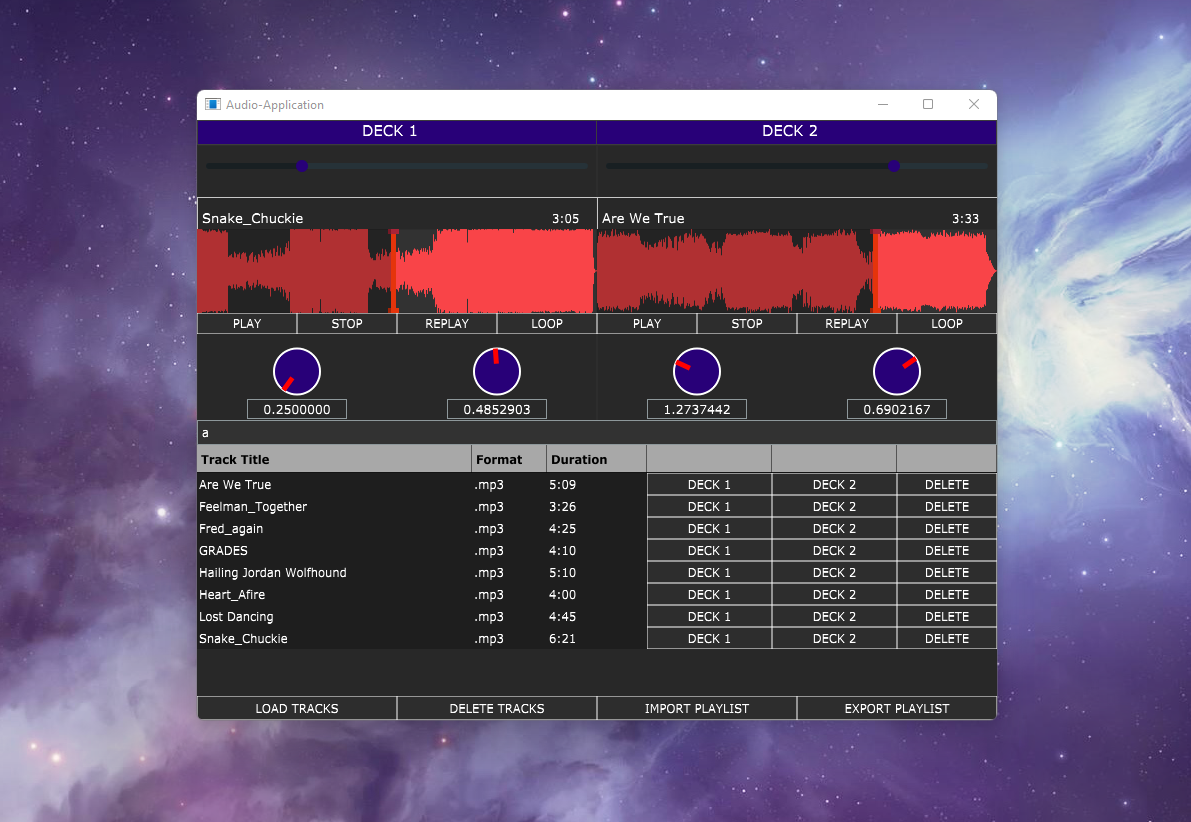 Audio-Application
DECK 1 DECK 2
Snake_Chuckie 3:05 Are We True 3:33
PLAY STOP REPLAY LOOP PLAY STOP REPLAY LOOP
0.2500000 0.4852903 1.2737442 0.6902167
a
Track Title Format Duration
Are We True .mp3 5:09 DECK 1 DECK 2 DELETE
Feelman_Together .mp3 3:26 DECK 1 DECK 2 DELETE
Fred_again .mp3 4:25 DECK 1 DECK 2 DELETE
GRADES .mp3 4:10 DECK 1 DECK 2 DELETE
Hailing Jordan Wolfhound .mp3 5:10 DECK 1 DECK 2 DELETE
Heart_Afire .mp3 4:00 DECK 1 DECK 2 DELETE
Lost Dancing .mp3 4:45 DECK 1 DECK 2 DELETE
Snake_Chuckie .mp3 6:21 DECK 1 DECK 2 DELETE
LOAD TRACKS DELETE TRACKS IMPORT PLAYLIST EXPORT PLAYLIST